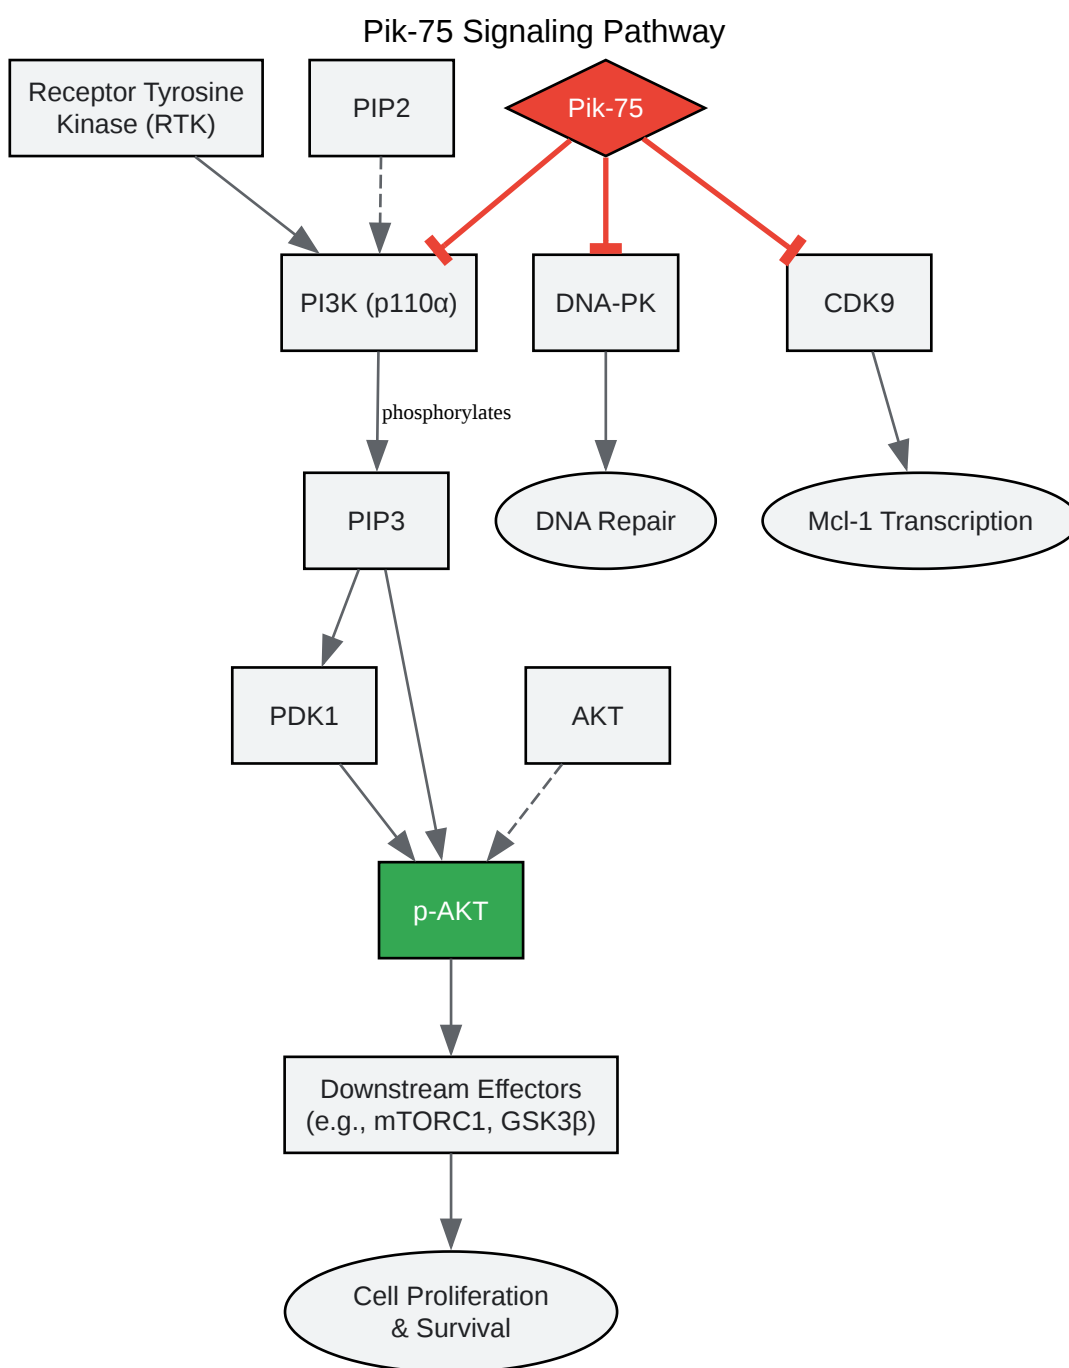 Pik-75 Signaling Pathway
Receptor Tyrosine
Kinase (RTK)
PIP2
Pik-75
PI3K (p110α)
DNA-PK
CDK9
phosphorylates
PIP3
DNA Repair
Mcl-1 Transcription
PDK1
AKT
p-AKT
Downstream Effectors
(e.g., mTORC1, GSK3β)
Cell Proliferation
& Survival